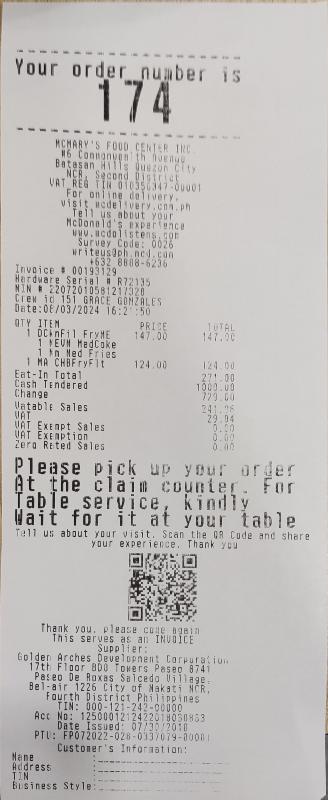 Your order number is
174
MCMARY'S FOOD CENTER INC.
#6 Commonwealth Avenue
Batasan Hills Quezon City
NCR, Second District
VAT REG TIN 010356347-00001
For online delivery,
visit mcdelivery.com.ph
Tell us about your
McDonald's experience
www.mcdolistens.com
Survey Code: 0026
writeus@ph.mcd.com
+632 8888-6236
Invoice # 00193129
Hardware Serial # R72135
MIN # 22072010581217328
Crew id 151 GRACE GONZALES
Date:08/03/2024 16:21:50
QTY ITEM PRICE TOTAL
1 DCknFil FryME 147.00 147.00
1 NEVM MedCoke
1 Nm Med Fries
1 MA CHBFryFlt 124.00 124.00
Eat-In Total 271.00
Cash Tendered 1000.00
Change 729.00
Vatable Sales 241.96
VAT 29.04
VAT Exempt Sales 0.00
VAT Exemption 0.00
Zero Rated Sales 0.00
Please pick up your order
At the claim counter. For
Table service, kindly
Wait for it at your table
Tell us about your visit. Scan the QR Code and share
your experience. Thank you
Thank you, please come again
This serves as an INVOICE
Supplier:
Golden Arches Development Corporation
17th Floor BDO Towers Paseo 8741
Paseo De Roxas Salcedo Village,
Bel-air 1226 City of Makati NCR,
Fourth District Philippines
TIN: 000-121-242-00000
Acc No:
Date Issued: 07/30/2018
PTU:
Customer's Information:
Name :
Address :
TIN :
Business Style: